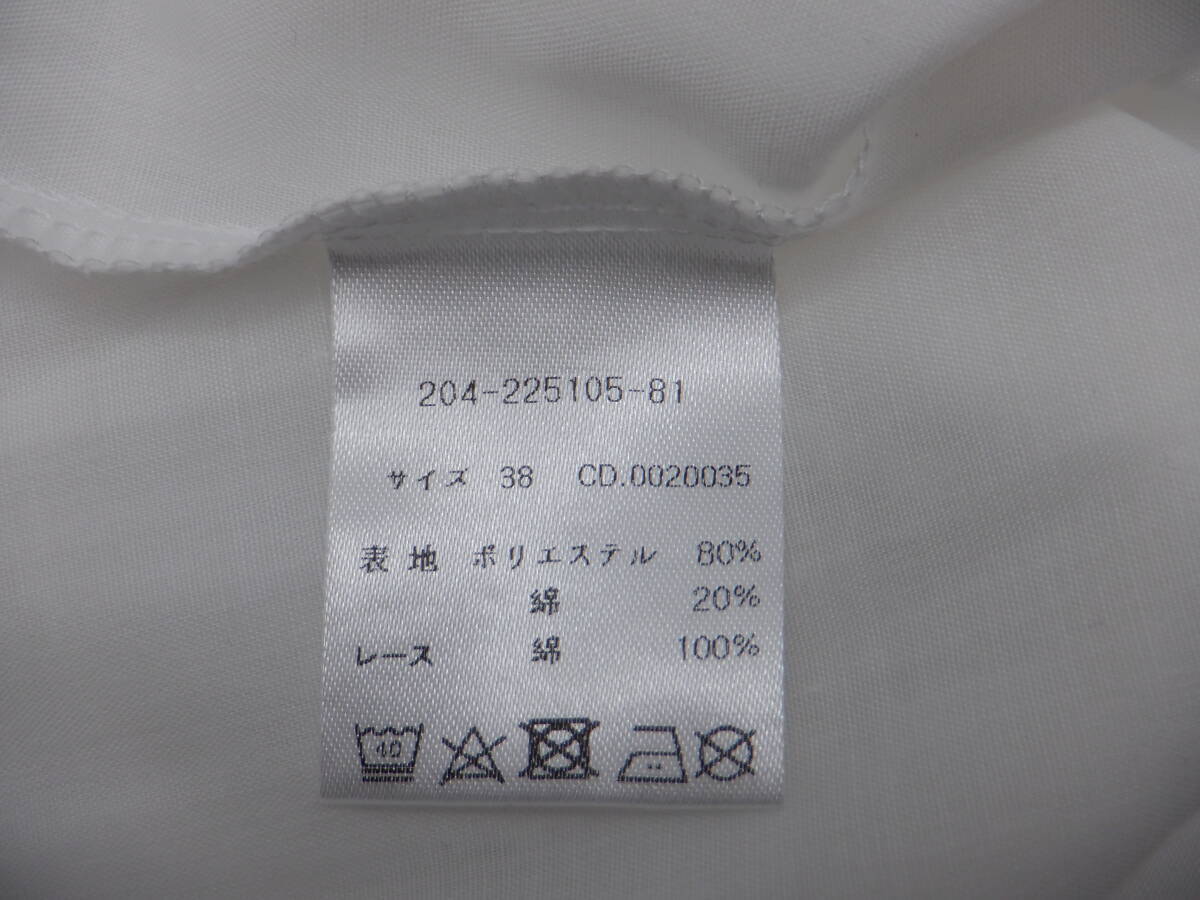 204-225105-81
サイズ 38 CD.0020035
表地 ポリエステル 80%
綿 20%
レース 綿 100%
40